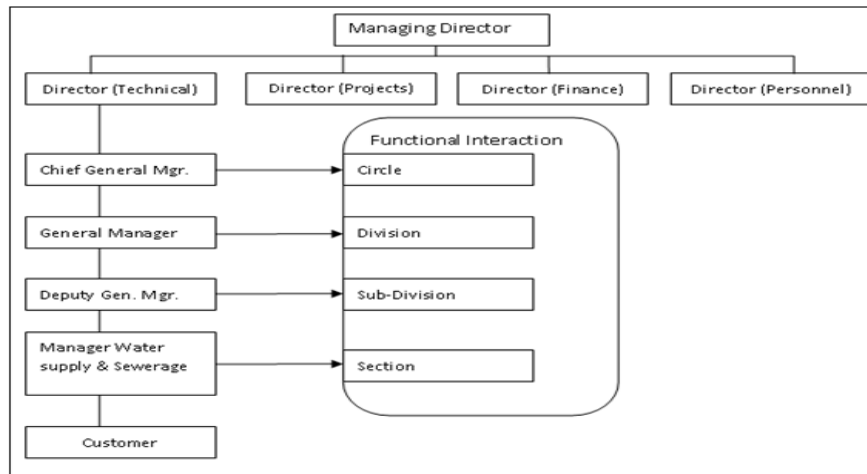 Managing Director
Director (Technical)
Director (Projects)
Director (Finance)
Director (Personnel)
Functional Interaction
Chief General Mgr.
Circle
General Manager
Division
Deputy Gen. Mgr.
Sub-Division
Manager Water
supply & Sewerage
Section
Customer